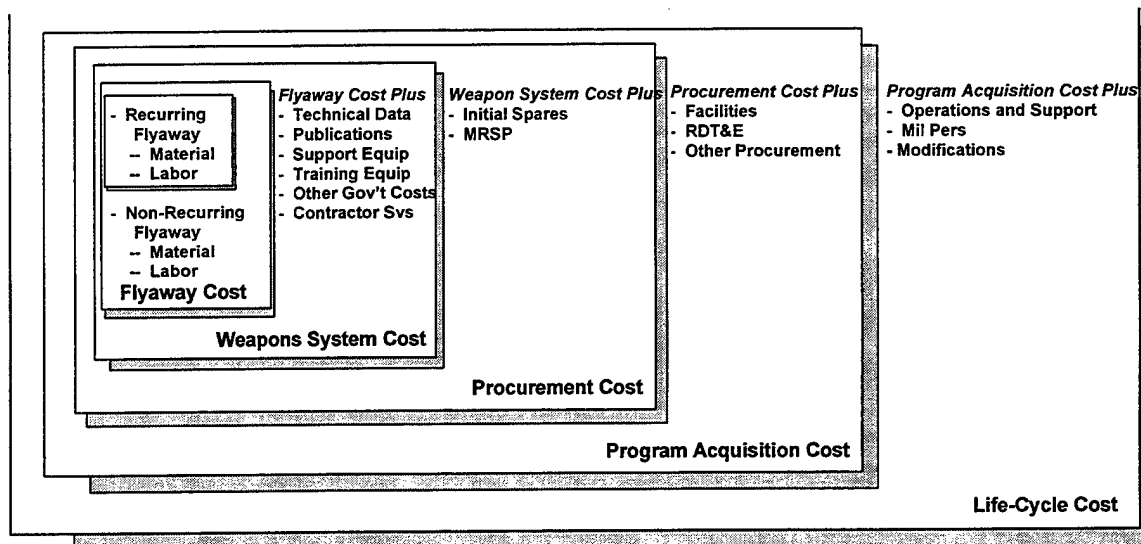 - Recurring
Flyaway
-- Material
-- Labor
- Non-Recurring
Flyaway
-- Material
-- Labor
Flyaway Cost
Flyaway Cost Plus
- Technical Data
- Publications
- Support Equip
- Training Equip
- Other Gov't Costs
- Contractor Svs
Weapons System Cost
Weapon System Cost Plus
- Initial Spares
- MRSP
Procurement Cost
Procurement Cost Plus
- Facilities
- RDT&E
- Other Procurement
Program Acquisition Cost
Program Acquisition Cost Plus
- Operations and Support
- Mil Pers
- Modifications
Life-Cycle Cost